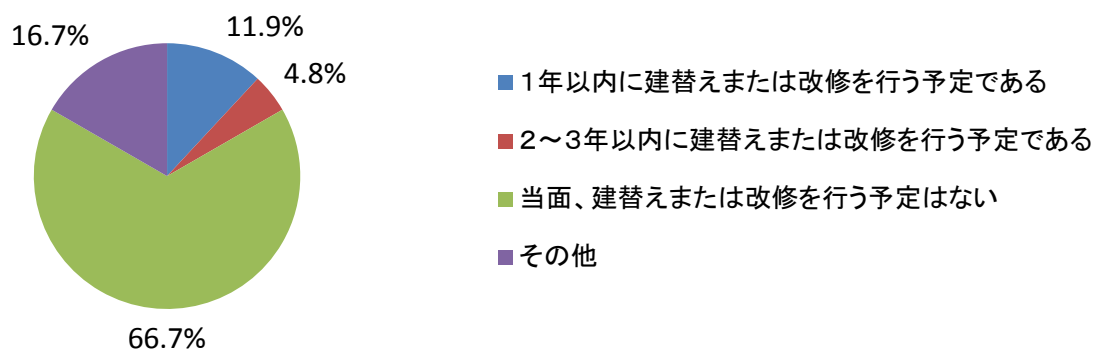 16.7%
11.9%
4.8%
66.7%
１年以内に建替えまたは改修を行う予定である
２～３年以内に建替えまたは改修を行う予定である
当面、建替えまたは改修を行う予定はない
その他